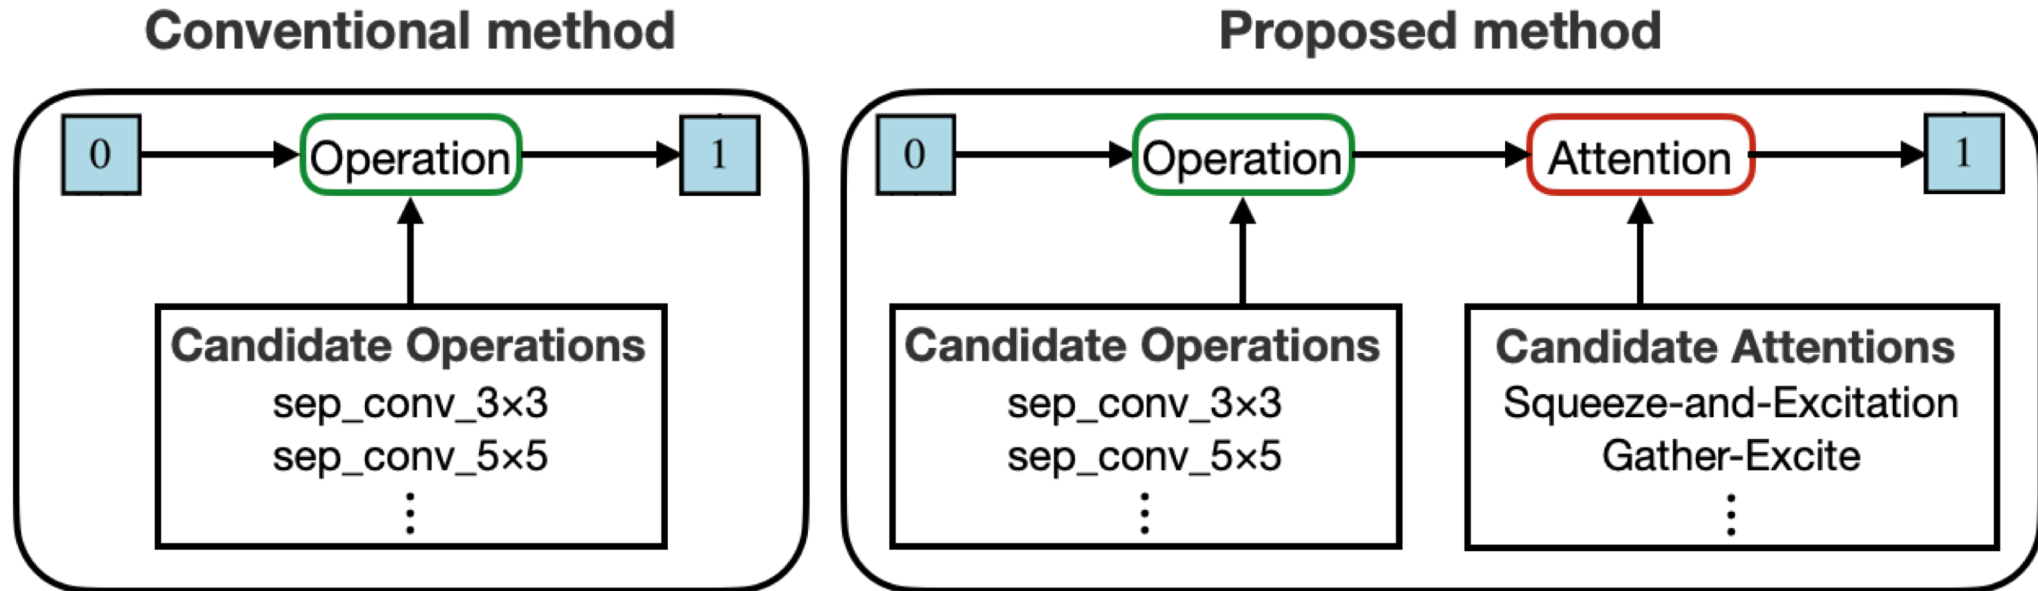 Conventional method
0
Operation
1
Candidate Operations
sep_conv_3×3
sep_conv_5×5
⋮
Proposed method
0
Operation
Attention
1
Candidate Operations
sep_conv_3×3
sep_conv_5×5
⋮
Candidate Attentions
Squeeze-and-Excitation
Gather-Excite
⋮